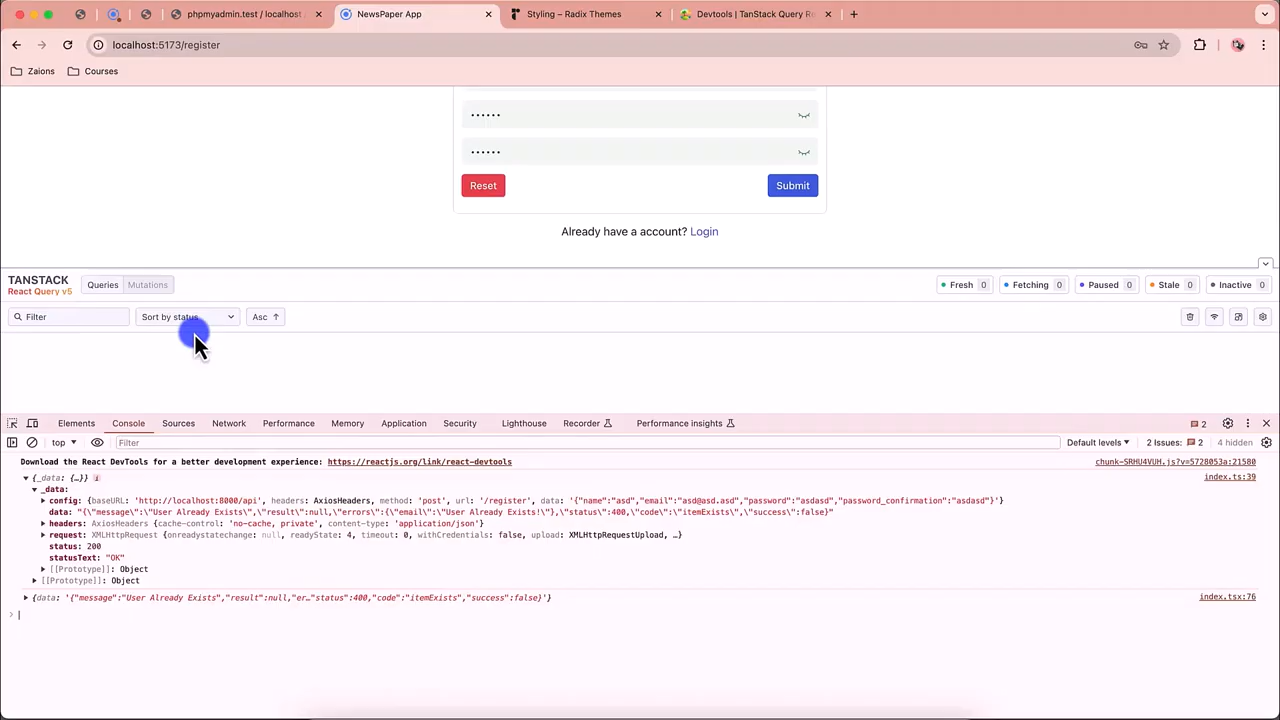 phpmyadmin.test / localhost
NewsPaper App
Styling – Radix Themes
Devtools | TanStack Query Re
localhost:5173/register
Zaions
Courses
••••••
••••••
Reset
Submit
Already have a account? Login
TANSTACK
React Query v5
Queries
Mutations
Fresh 0
Fetching 0
Paused 0
Stale 0
Inactive 0
Filter
Sort by status
Asc ↑
Elements
Console
Sources
Network
Performance
Memory
Application
Security
Lighthouse
Recorder
Performance insights
2
top
Filter
Default levels
2 Issues: 2
4 hidden
Download the React DevTools for a better development experience: https://reactjs.org/link/react-devtools
chunk-SRHU4VUH.js?v=5728053a:21580
{_data: {…}} i
index.ts:39
_data:
config: {baseURL: 'http://localhost:8000/api', headers: AxiosHeaders, method: 'post', url: '/register', data: '{"name":"asd","email":"asd@asd.asd","password":"asdasd","password_confirmation":"asdasd"}'}
data: "{\"message\":\"User Already Exists\",\"result\":null,\"errors\":{\"email\":\"User Already Exists!\"},\"status\":400,\"code\":\"itemExists\",\"success\":false}"
headers: AxiosHeaders {cache-control: 'no-cache, private', content-type: 'application/json'}
request: XMLHttpRequest {onreadystatechange: null, readyState: 4, timeout: 0, withCredentials: false, upload: XMLHttpRequestUpload, …}
status: 200
statusText: "OK"
[[Prototype]]: Object
[[Prototype]]: Object
{data: '{"message":"User Already Exists","result":null,"er…"status":400,"code":"itemExists","success":false}'}
index.tsx:76